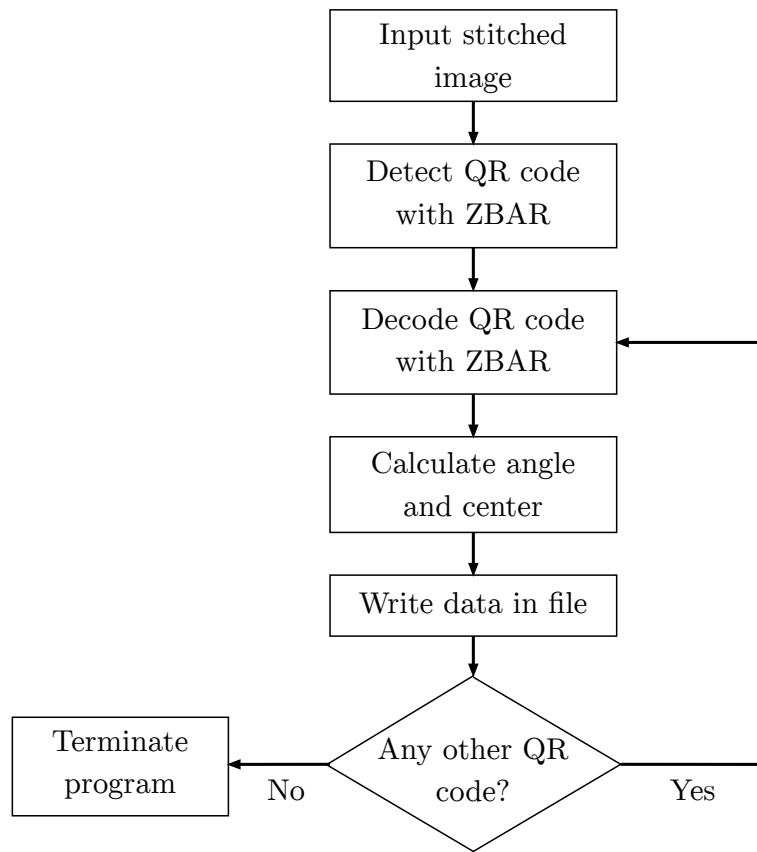 Input stitched
image
Detect QR code
with ZBAR
Decode QR code
with ZBAR
Calculate angle
and center
Write data in file
Any other QR
code?
Terminate
program
No
Yes